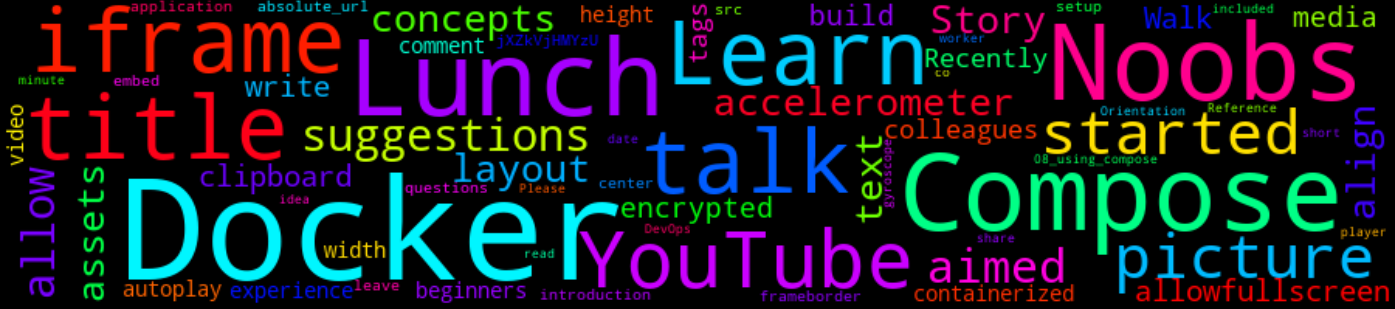 application
absolute_url
iframe
concepts
height
src
tags
build
Story
setup
Walk
included
media
comment
jXZkVjHMYzU
Learn
worker
Recently
co
Noobs
minute
embed
write
Lunch
accelerometer
Orientation
Reference
video
title
suggestions
date
talk
text
gyroscope
colleagues
started
short
align
clipboard
layout
center
questions
Please
08_using_compose
allow
assets
idea
Docker
encrypted
Compose
DevOps
width
read
YouTube
share
aimed
player
picture
autoplay
experience
leave
beginners
introduction
frameborder
containerized
allowfullscreen